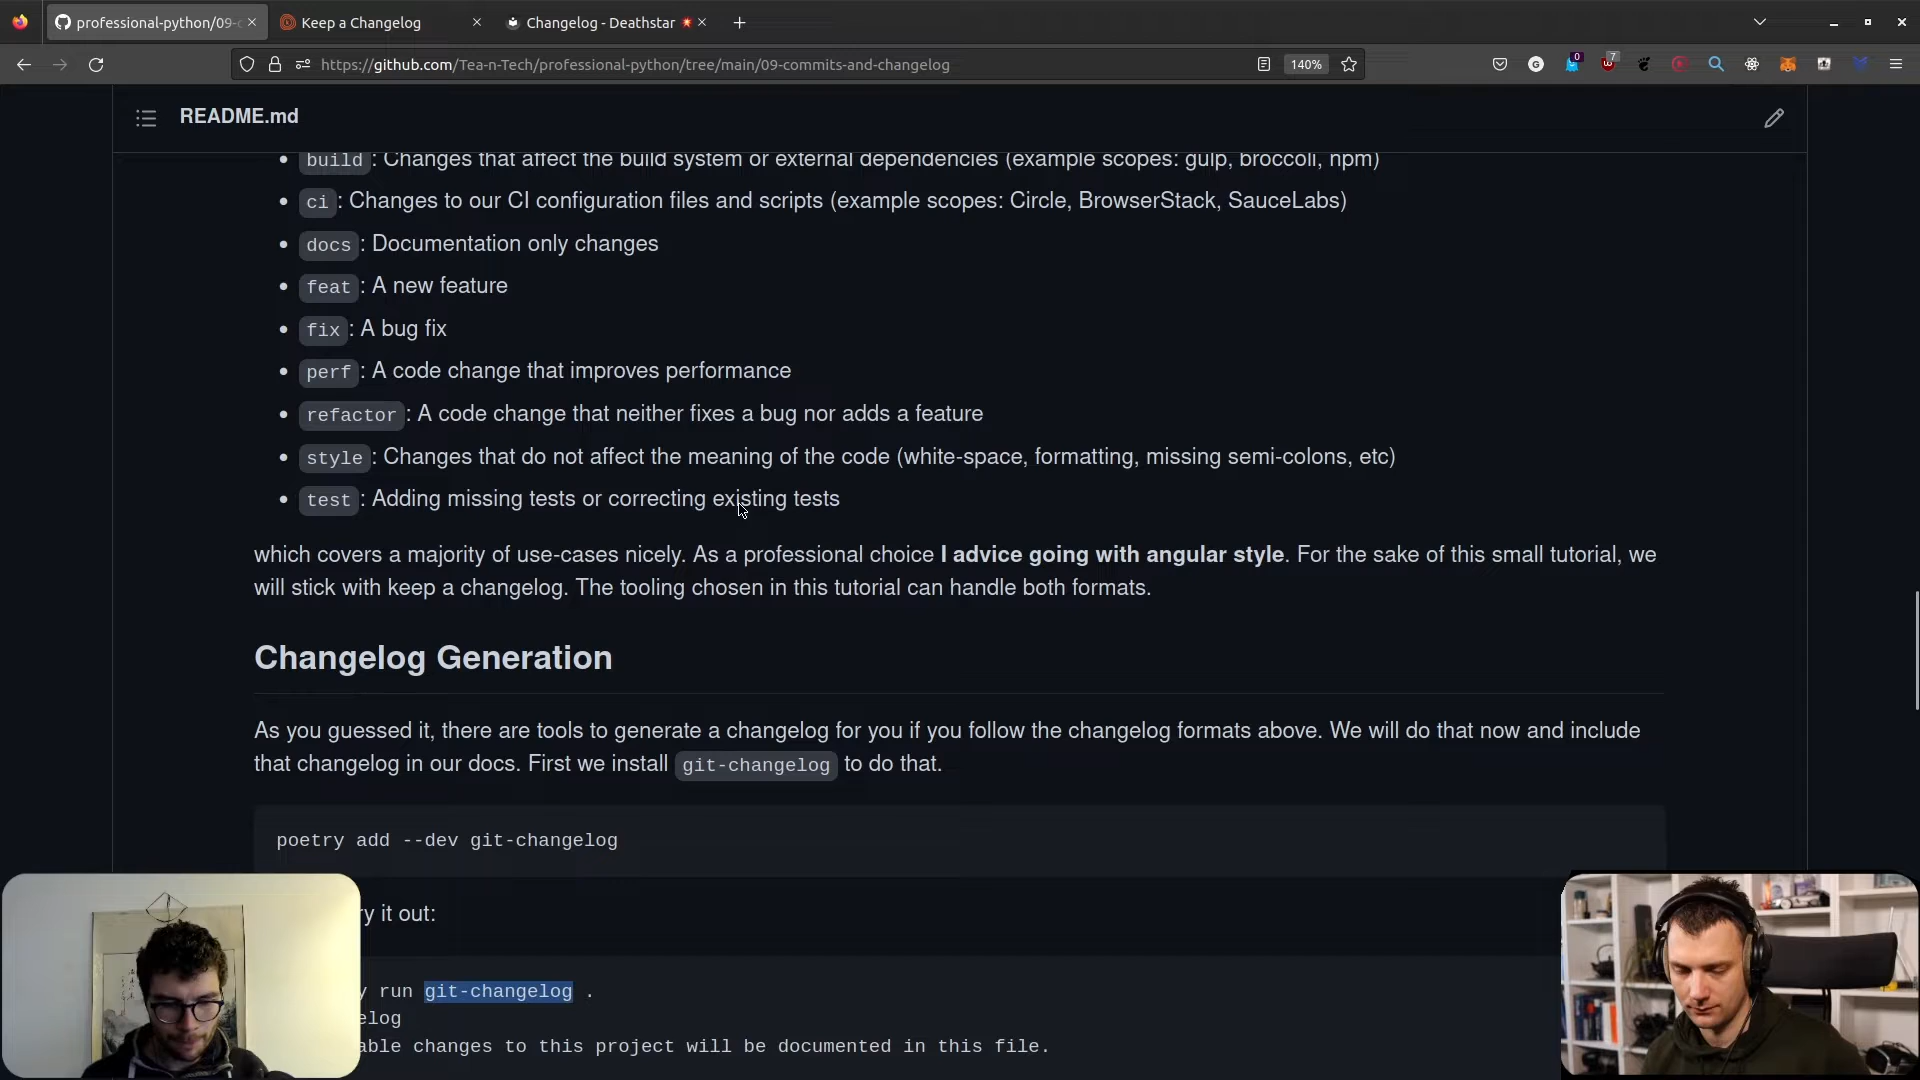 professional-python/09-
Keep a Changelog
Changelog - Deathstar
https://github.com/Tea-n-Tech/professional-python/tree/main/09-commits-and-changelog
140%
0
7
README.md
build: Changes that affect the build system or external dependencies (example scopes: gulp, broccoli, npm)
ci: Changes to our CI configuration files and scripts (example scopes: Circle, BrowserStack, SauceLabs)
docs: Documentation only changes
feat: A new feature
fix: A bug fix
perf: A code change that improves performance
refactor: A code change that neither fixes a bug nor adds a feature
style: Changes that do not affect the meaning of the code (white-space, formatting, missing semi-colons, etc)
test: Adding missing tests or correcting existing tests
which covers a majority of use-cases nicely. As a professional choice I advice going with angular style. For the sake of this small tutorial, we
will stick with keep a changelog. The tooling chosen in this tutorial can handle both formats.
Changelog Generation
As you guessed it, there are tools to generate a changelog for you if you follow the changelog formats above. We will do that now and include
that changelog in our docs. First we install git-changelog to do that.
poetry add --dev git-changelog
ry it out:
y run git-changelog .
elog
able changes to this project will be documented in this file.